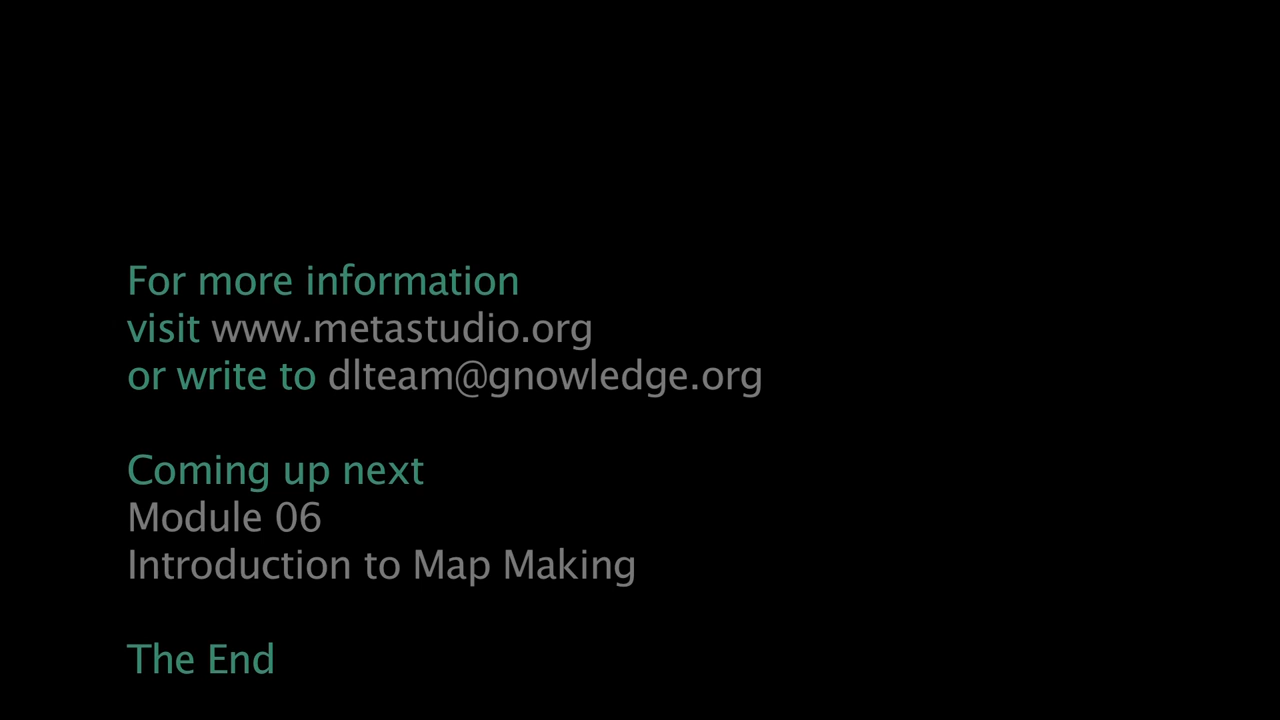 For more information
visit www.metastudio.org
or write to dlteam@gnowledge.org
Coming up next
Module 06
Introduction to Map Making
The End